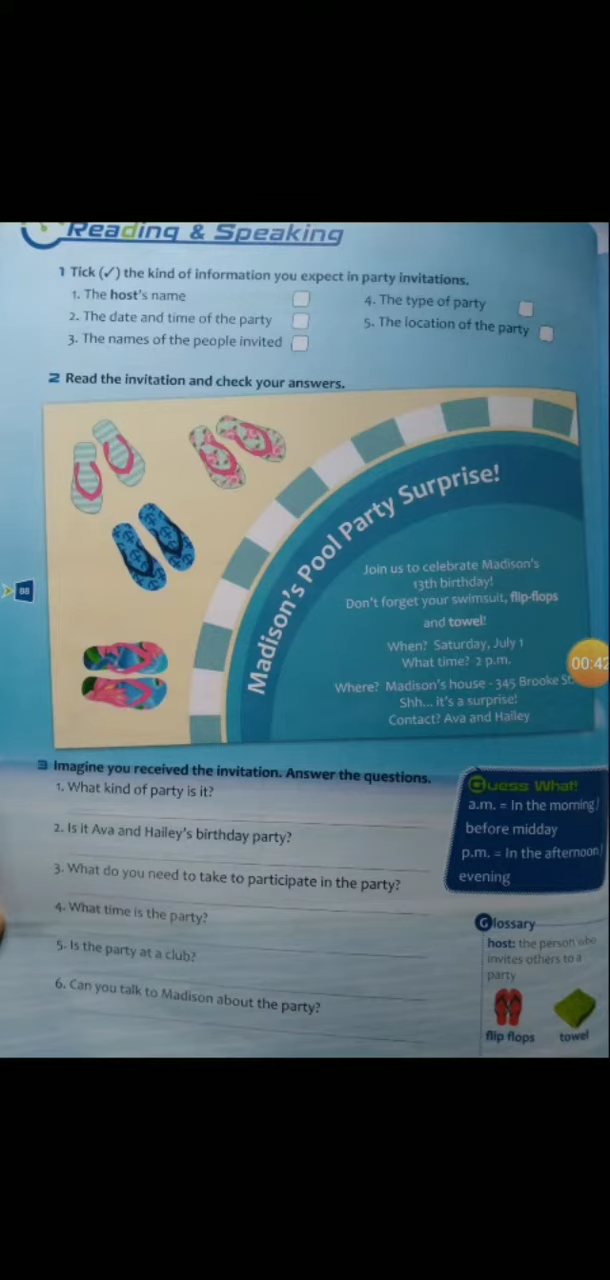 Reading & Speaking
1 Tick (✓) the kind of information you expect in party invitations.
1. The host's name
2. The date and time of the party
3. The names of the people invited
4. The type of party
5. The location of the party
2 Read the invitation and check your answers.
Madison's Pool Party Surprise!
Join us to celebrate Madison's
13th birthday!
Don't forget your swimsuit, flip-flops
and towel!
When? Saturday, July 1
What time? 2 p.m.
Where? Madison's house - 345 Brooke St.
Shh... it's a surprise!
Contact? Ava and Hailey
88
00:42
3 Imagine you received the invitation. Answer the questions.
1. What kind of party is it?
2. Is it Ava and Hailey's birthday party?
3. What do you need to take to participate in the party?
4. What time is the party?
5. Is the party at a club?
6. Can you talk to Madison about the party?
Guess What!
a.m. = In the morning/
before midday
p.m. = In the afternoon/
evening
Glossary
host: the person who
invites others to a
party
flip flops
towel